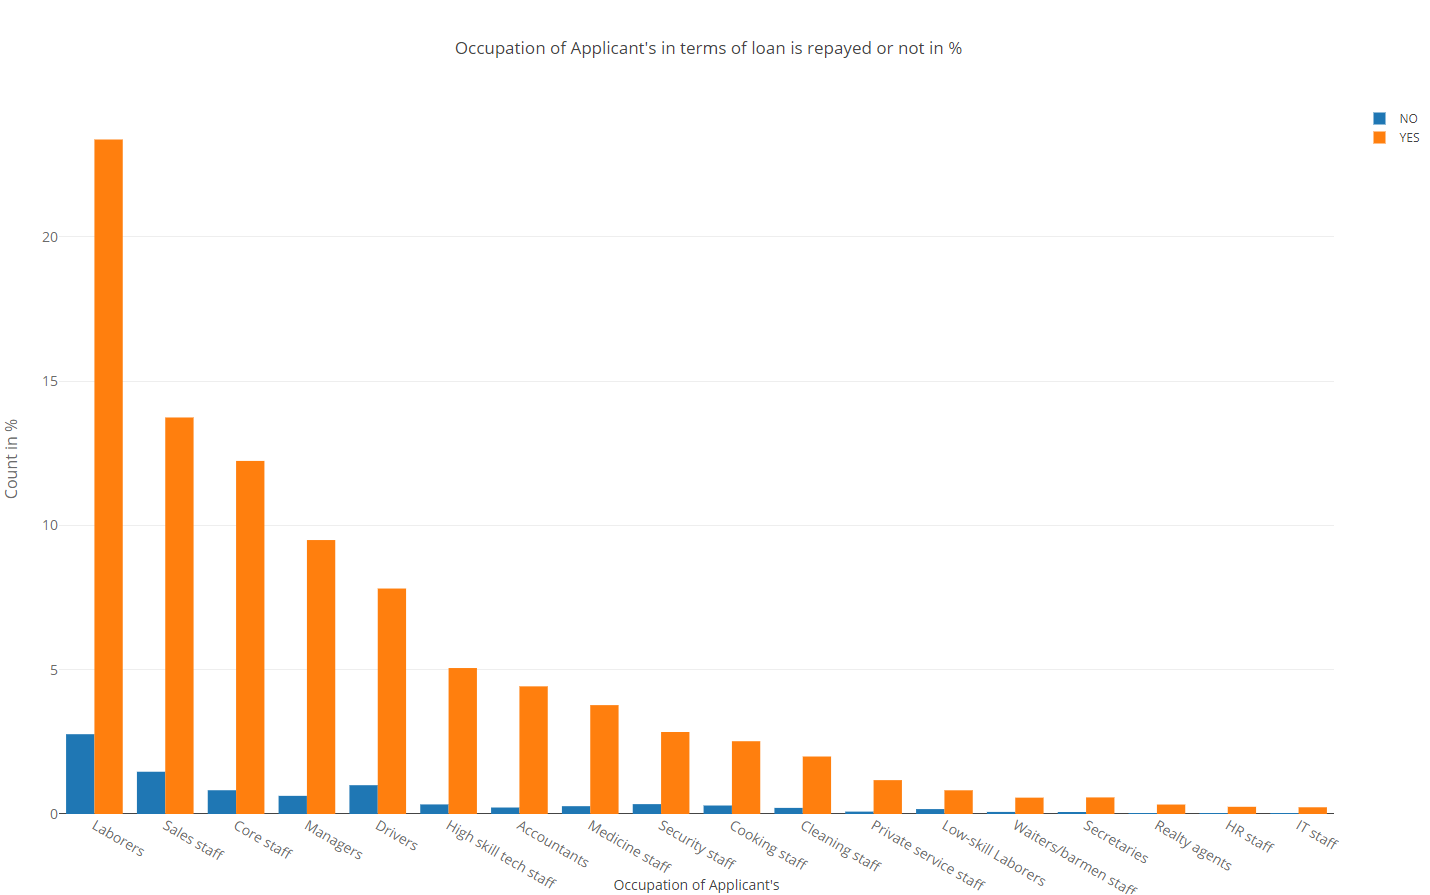 Occupation of Applicant's in terms of loan is repayed or not in %
NO
YES
20
15
10
5
0
Count in %
Laborers
Sales staff
Core staff
Managers
Drivers
High skill tech staff
Accountants
Medicine staff
Security staff
Cooking staff
Cleaning staff
Private service staff
Low-skill Laborers
Waiters/barmen staff
Secretaries
Realty agents
HR staff
IT staff
Occupation of Applicant's